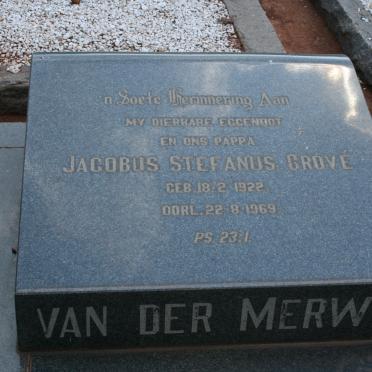 'n Soete Herinnering Aan
MY DIERBARE EGGENOOT
EN ONS PAPPA
JACOBUS STEFANUS GROVÉ
GEB. 18.2.1922.
OORL. 22-8-1969.
PS. 23:1.
VAN DER MERW